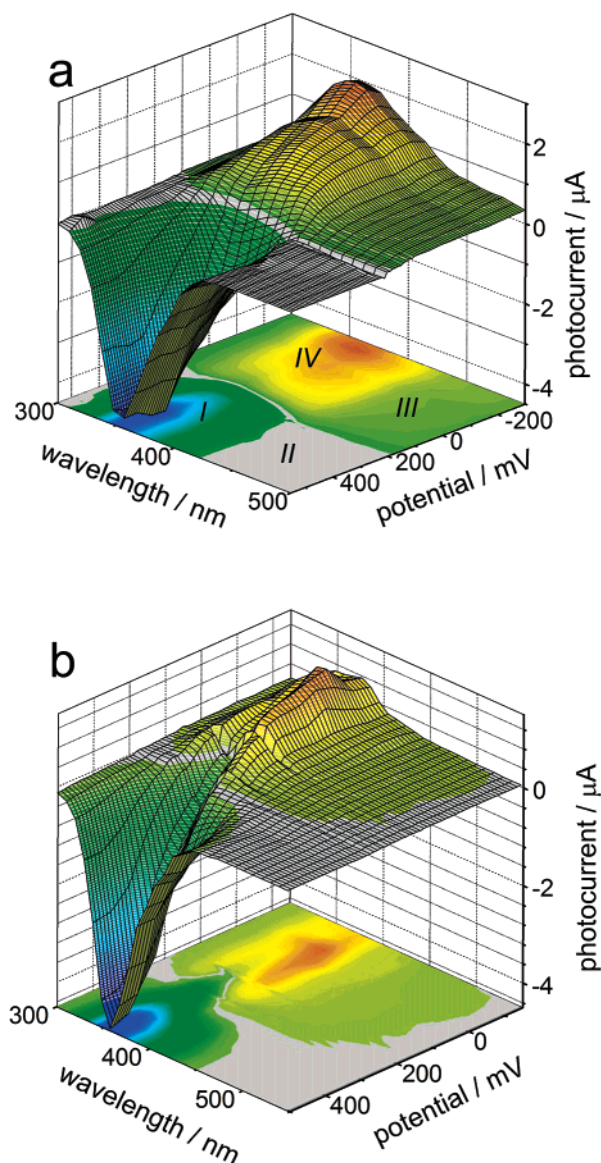 a
2
0
-2
-4
photocurrent / μA
IV
III
I
II
300
400
500
wavelength / nm
400
200
0
-200
potential / mV
b
0
-2
-4
photocurrent / μA
300
400
500
wavelength / nm
400
200
0
potential / mV